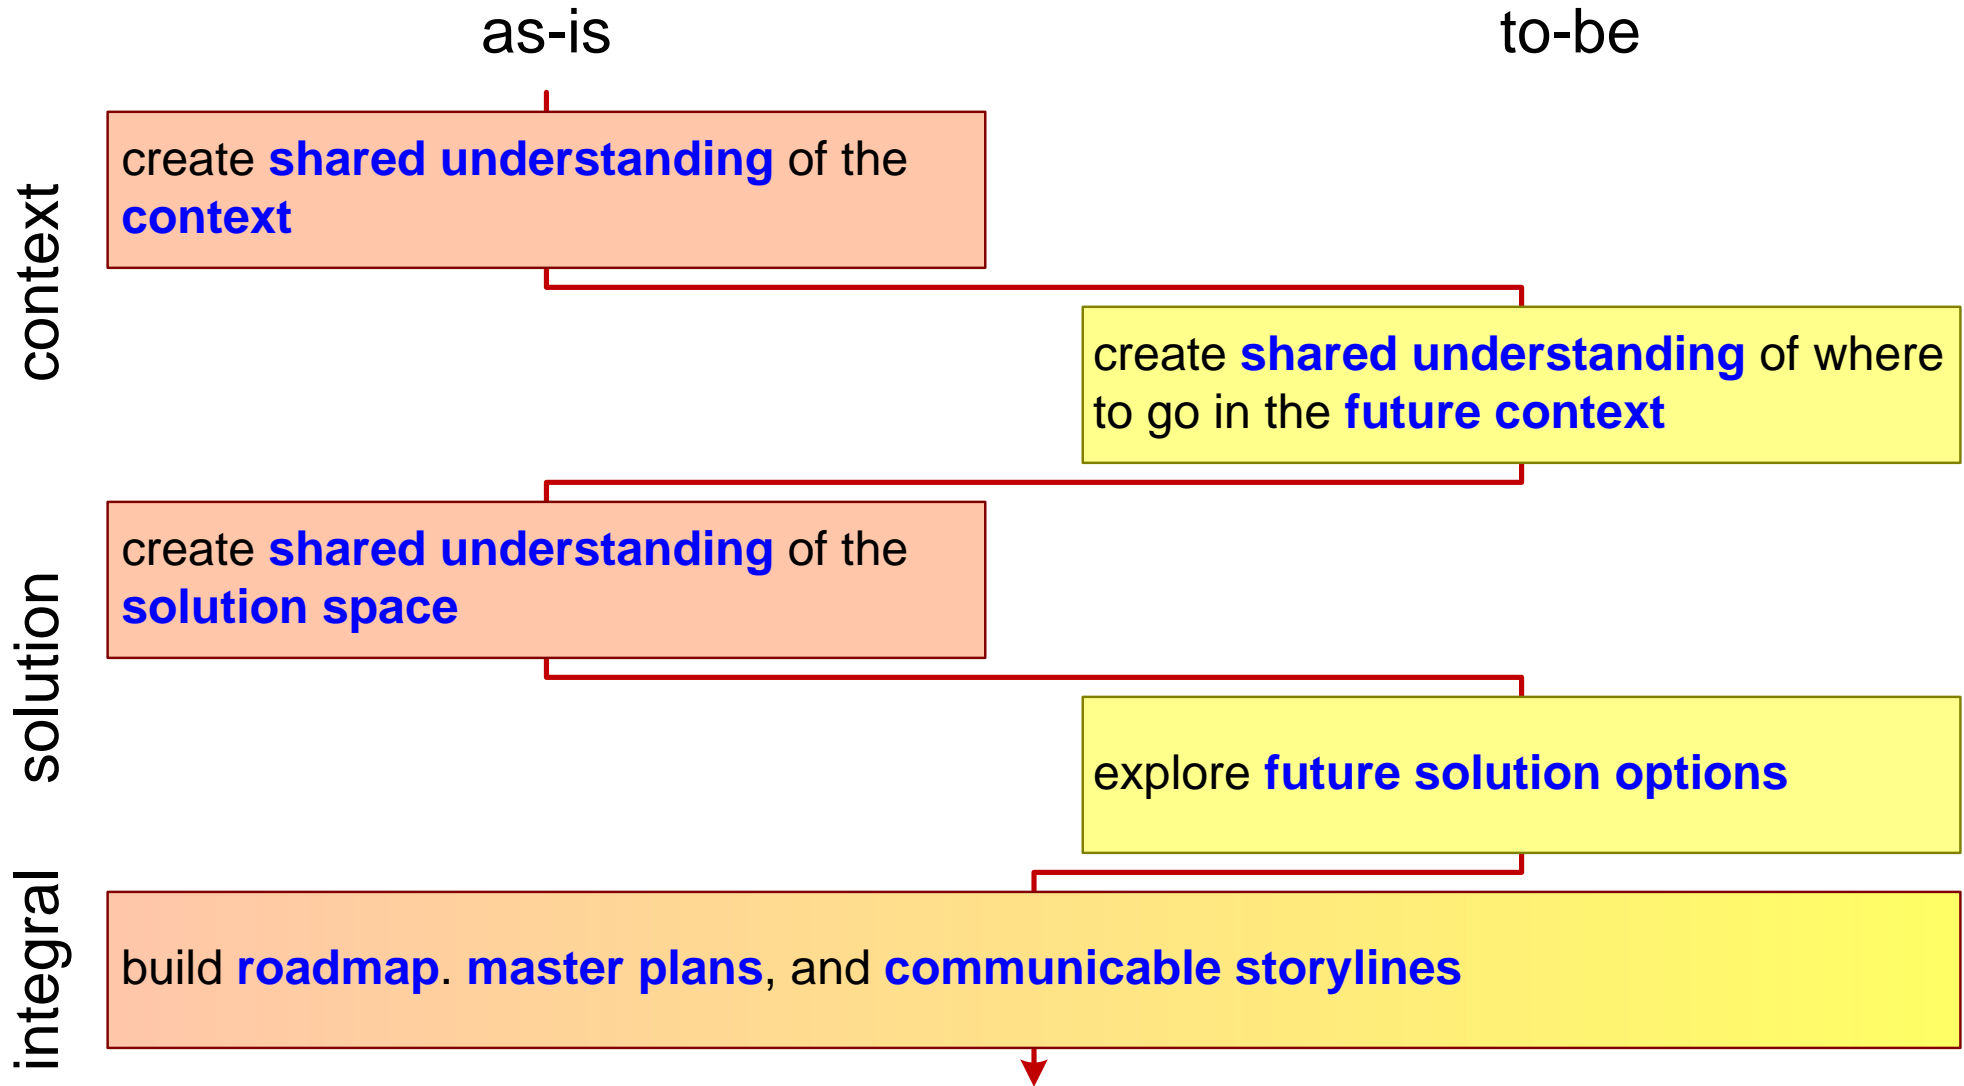 as-is
to-be
context
create shared understanding of the
context
create shared understanding of where
to go in the future context
solution
create shared understanding of the
solution space
explore future solution options
integral
build roadmap. master plans, and communicable storylines